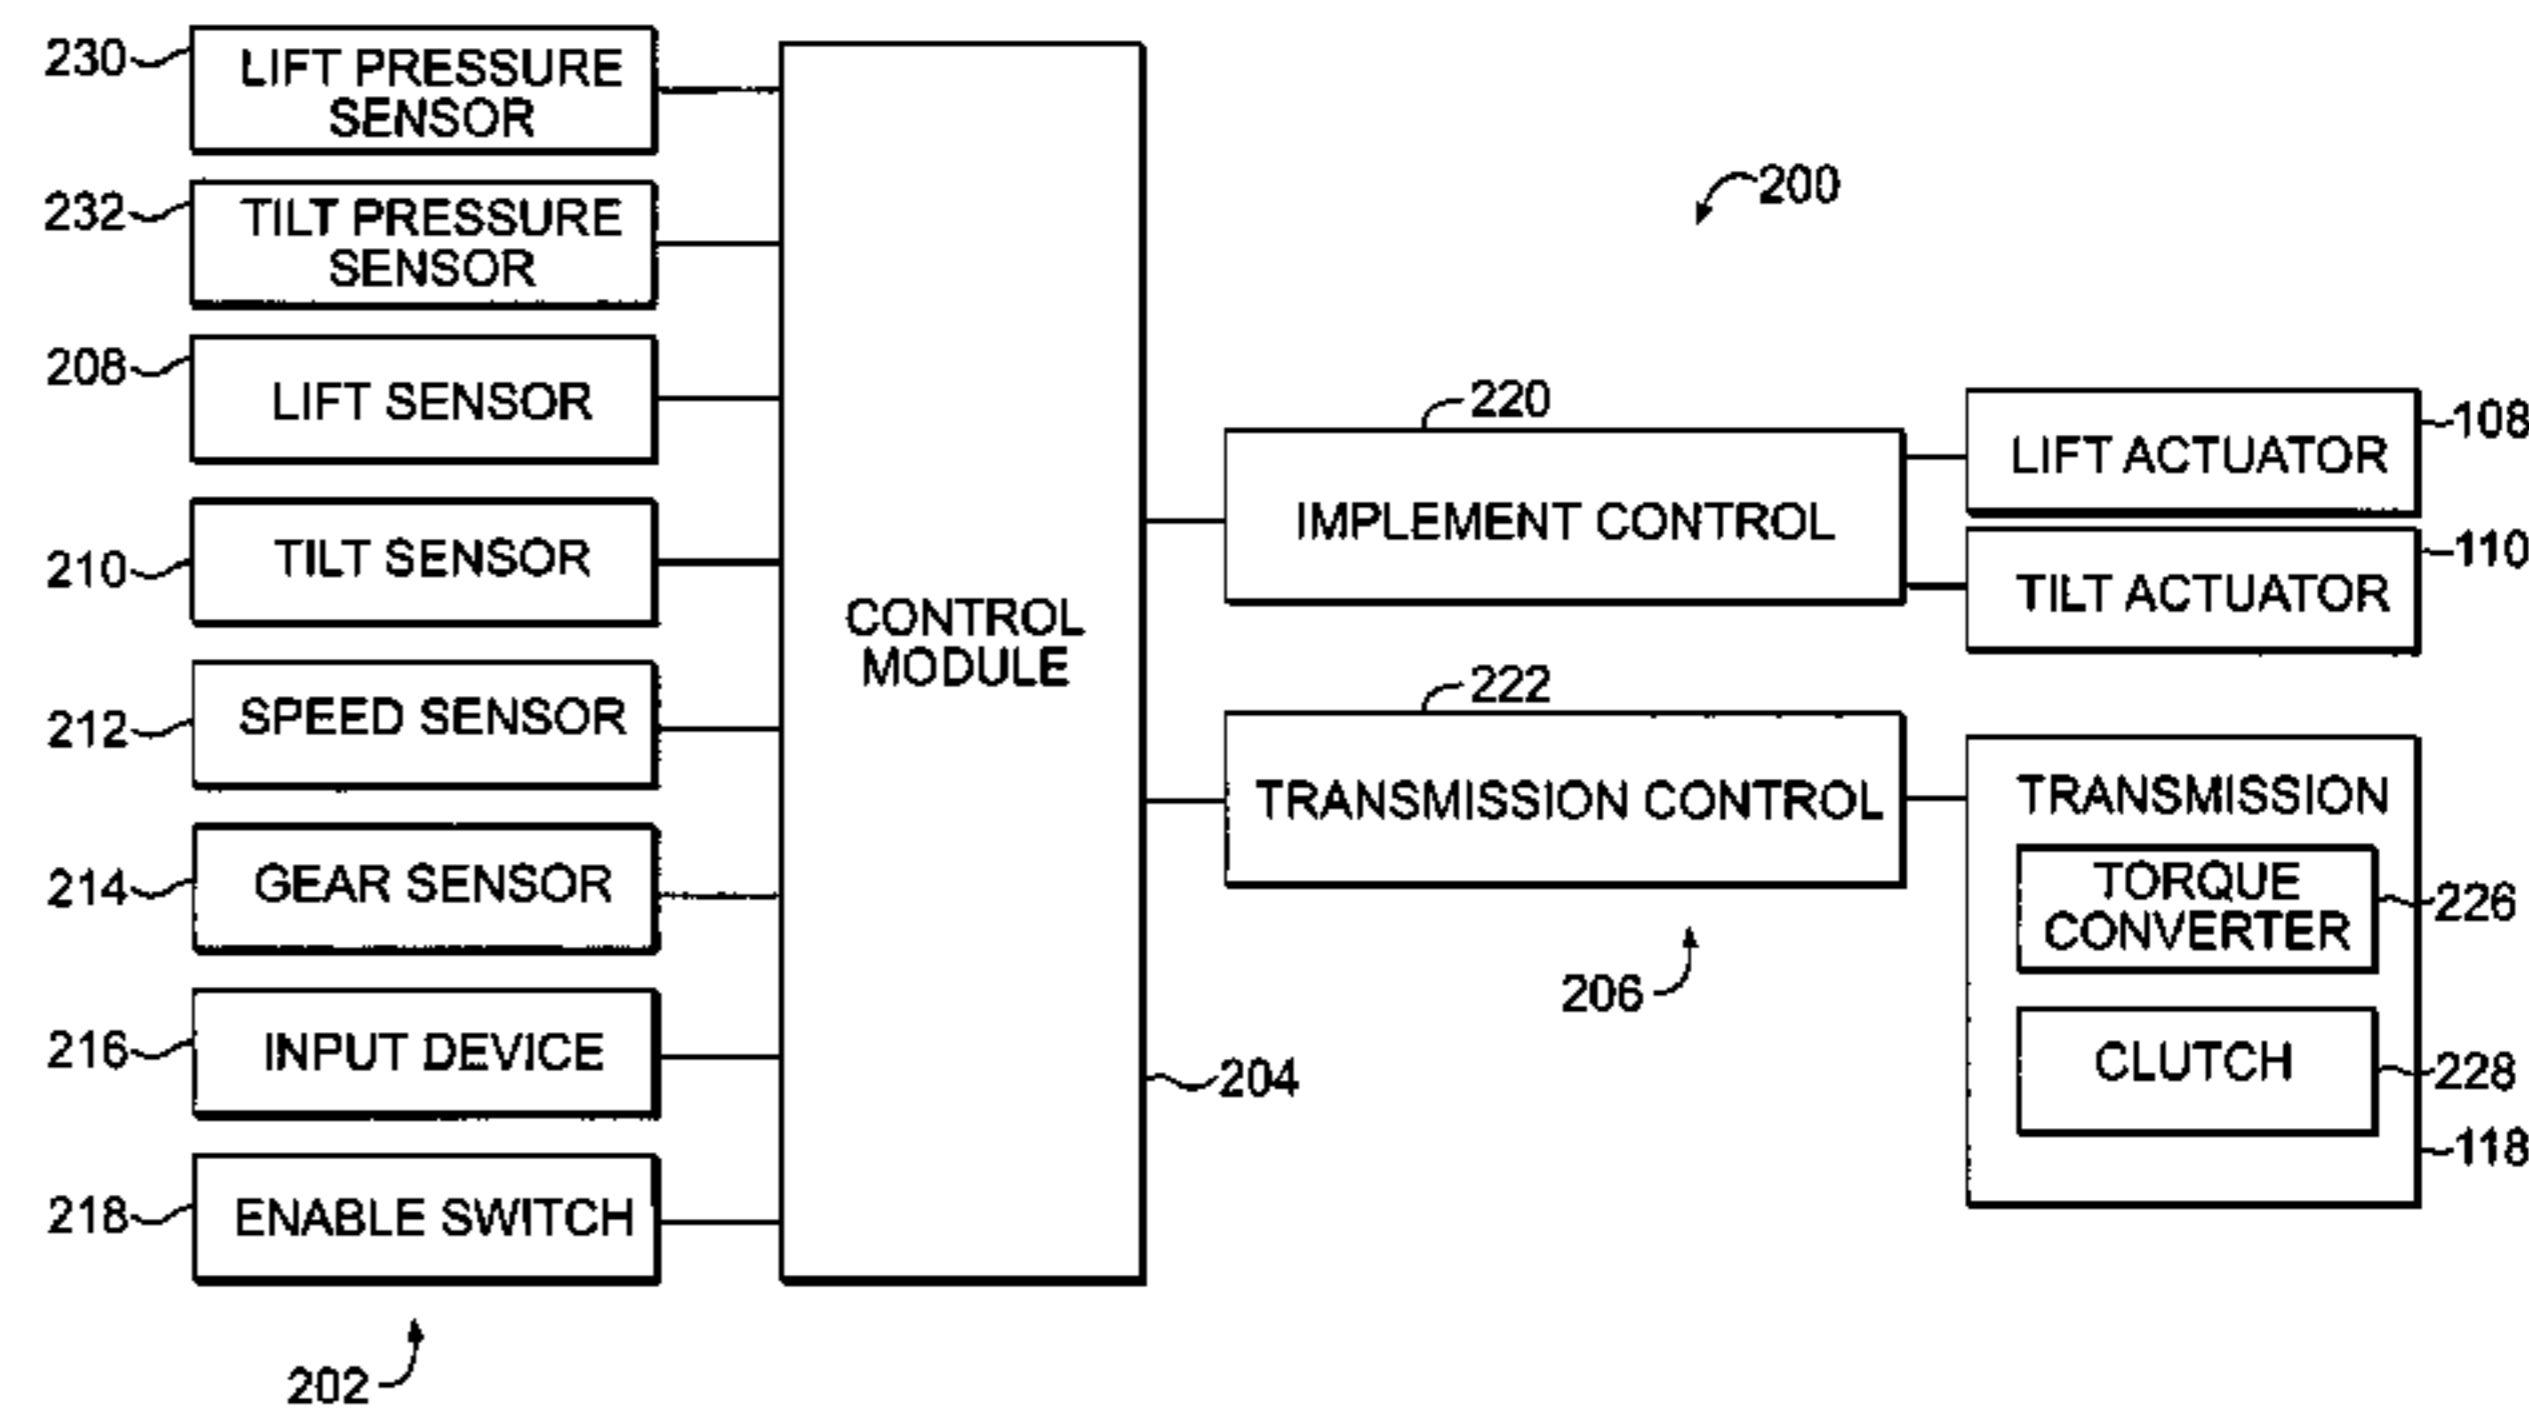 230
LIFT PRESSURE
SENSOR
232
TILT PRESSURE
SENSOR
208
LIFT SENSOR
210
TILT SENSOR
212
SPEED SENSOR
214
GEAR SENSOR
216
INPUT DEVICE
218
ENABLE SWITCH
202
CONTROL
MODULE
204
200
220
IMPLEMENT CONTROL
222
TRANSMISSION CONTROL
206
108
LIFT ACTUATOR
110
TILT ACTUATOR
TRANSMISSION
TORQUE
CONVERTER
226
CLUTCH
228
118